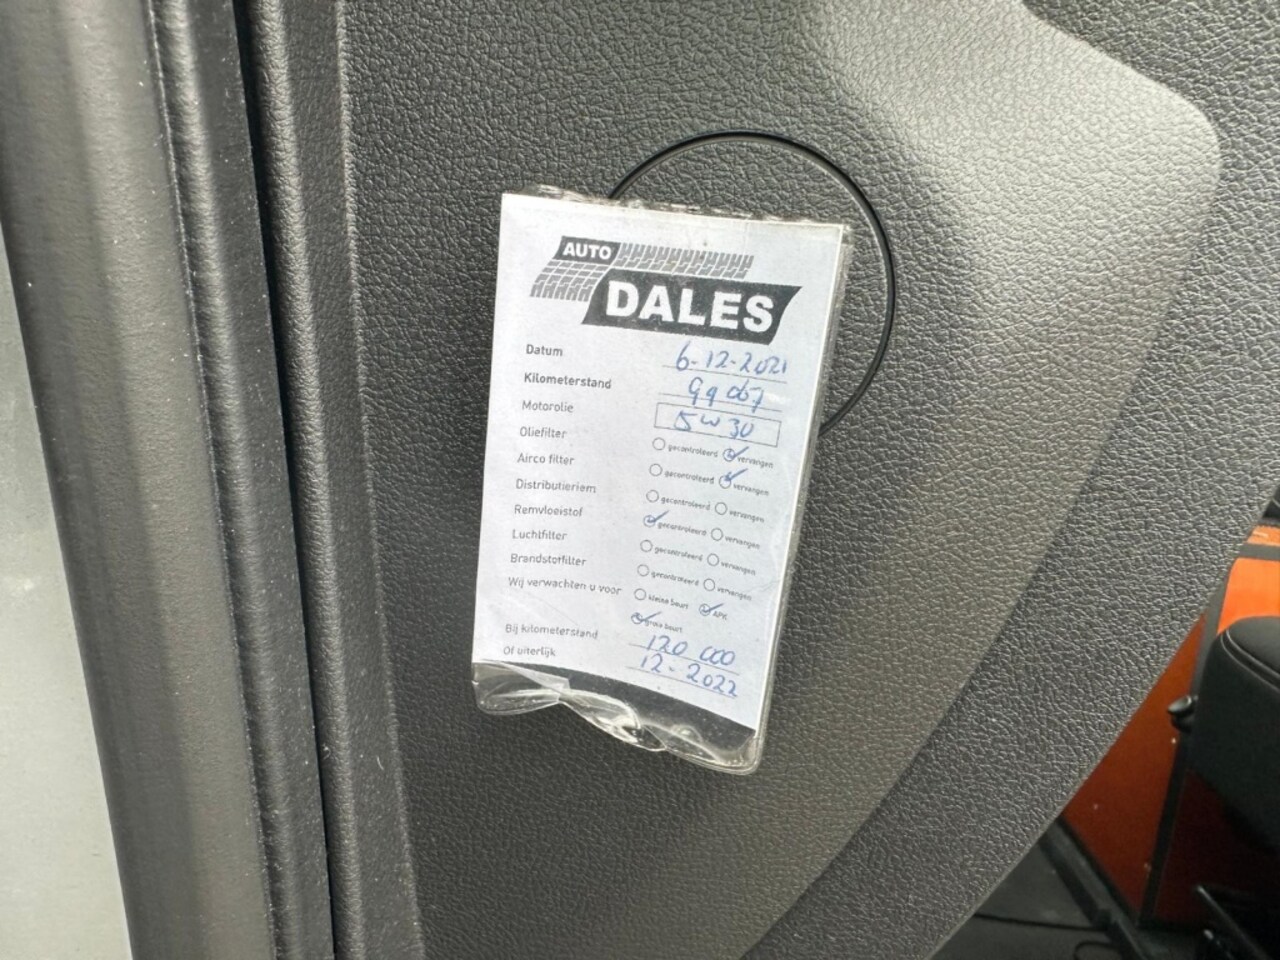 AUTO
DALES
Datum 6-12-2021
Kilometerstand 99067
Motorolie 5W30
Oliefilter gecontroleerd vervangen
Airco filter gecontroleerd vervangen
Distributieriem gecontroleerd vervangen
Remvloeistof gecontroleerd vervangen
Luchtfilter gecontroleerd vervangen
Brandstoffilter gecontroleerd vervangen
Wij verwachten u voor kleine beurt APK
grote beurt
Bij kilometerstand 120 000
Of uiterlijk 12-2022